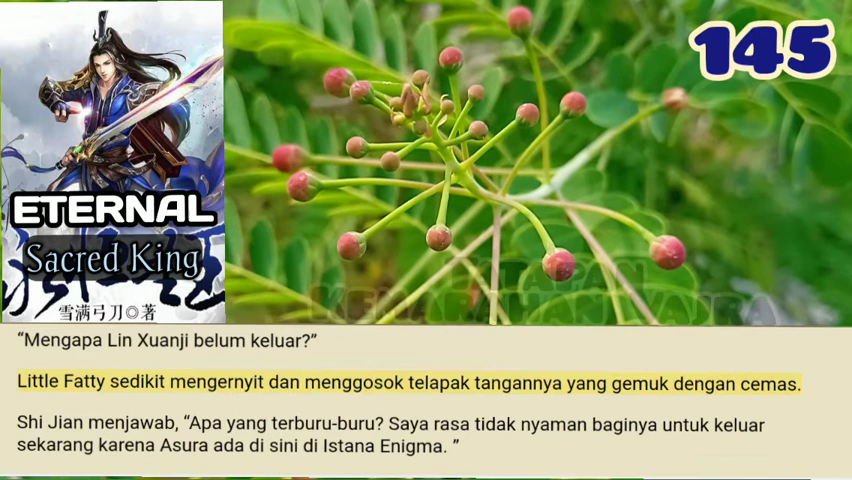 145
ETERNAL
Sacred King
雪满弓刀◎著
“Mengapa Lin Xuanji belum keluar?”
Little Fatty sedikit mengernyit dan menggosok telapak tangannya yang gemuk dengan cemas.
Shi Jian menjawab, “Apa yang terburu-buru? Saya rasa tidak nyaman baginya untuk keluar
sekarang karena Asura ada di sini di Istana Enigma. ”